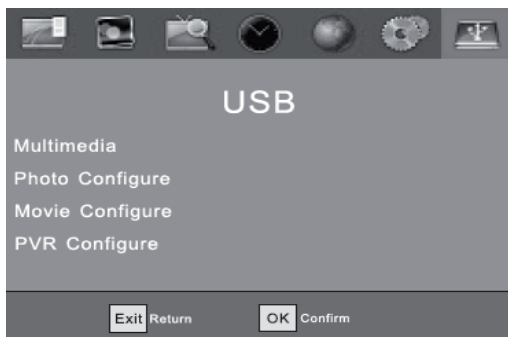 USB
Multimedia
Photo Configure
Movie Configure
PVR Configure
Exit Return OK Confirm